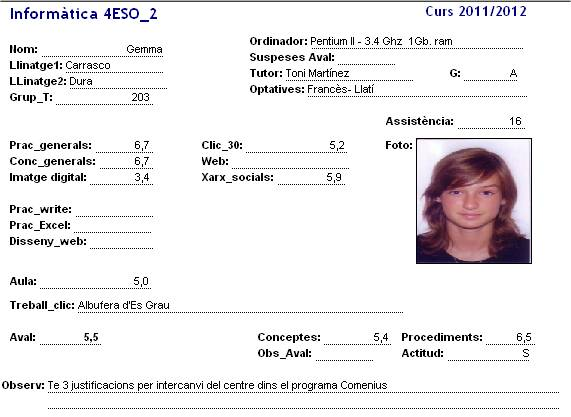 Informàtica 4ESO_2 Curs 2011/2012
Nom: Gemma Ordinador: Pentium II - 3.4 Ghz 1Gb. ram
Suspeses Aval:
Llinatge1: Carrasco Tutor: Toni Martínez G: A
LLinatge2: Dura Optatives: Francès- Llatí
Grup_T: 203
Assistència: 16
Prac_generals: 6,7 Clic_30: 5,2 Foto:
Conc_generals: 6,7 Web:
Imatge digital: 3,4 Xarx_socials: 5,9
Prac_write:
Prac_Excel:
Disseny_web:
Aula: 5,0
Treball_clic: Albufera d'Es Grau
Aval: 5,5 Conceptes: 5,4 Procediments: 6,5
Obs_Aval: Actitud: S
Observ: Te 3 justificacions per intercanvi del centre dins el programa Comenius